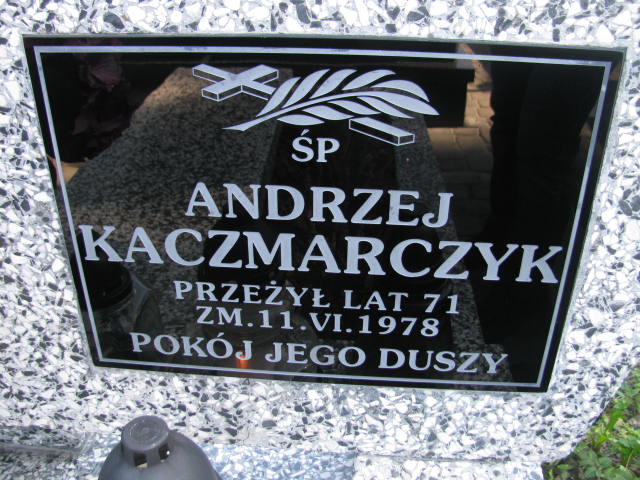 ŚP
ANDRZEJ
KACZMARCZYK
PRZEŻYŁ LAT 71
ZM.11.VI.1978
POKÓJ JEGO DUSZY